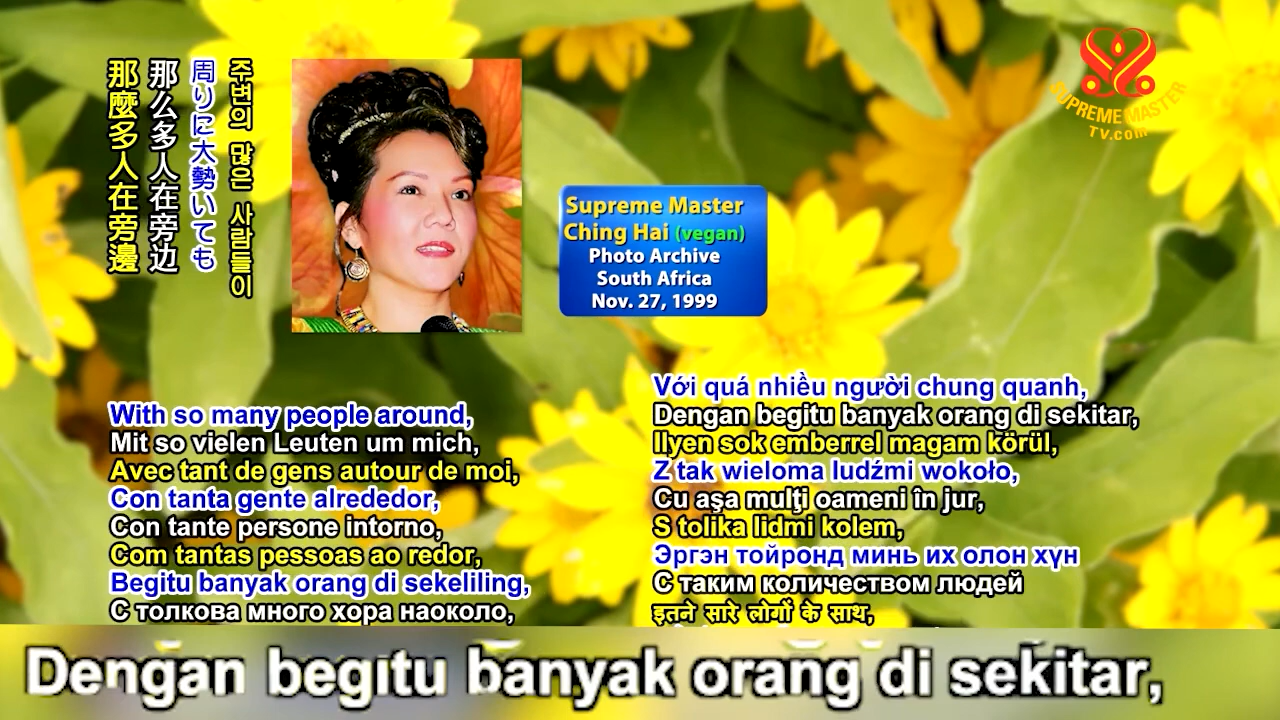 那麼多人在旁邊
那么多人在旁边
周りに大勢いても
주변의 많은 사람들이
Supreme Master
Ching Hai (vegan)
Photo Archive
South Africa
Nov. 27, 1999
SUPREME MASTER
TV.com
With so many people around,
Mit so vielen Leuten um mich,
Avec tant de gens autour de moi,
Con tanta gente alrededor,
Con tante persone intorno,
Com tantas pessoas ao redor,
Begitu banyak orang di sekeliling,
С толкова много хора наоколо,
Với quá nhiều người chung quanh,
Dengan begitu banyak orang di sekitar,
Ilyen sok emberrel magam körül,
Z tak wieloma ludźmi wokoło,
Cu aşa mulţi oameni în jur,
S tolika lidmi kolem,
Эргэн тойронд минь их олон хүн
С таким количеством людей
इतने सारे लोगों के साथ,
Dengan begitu banyak orang di sekitar,